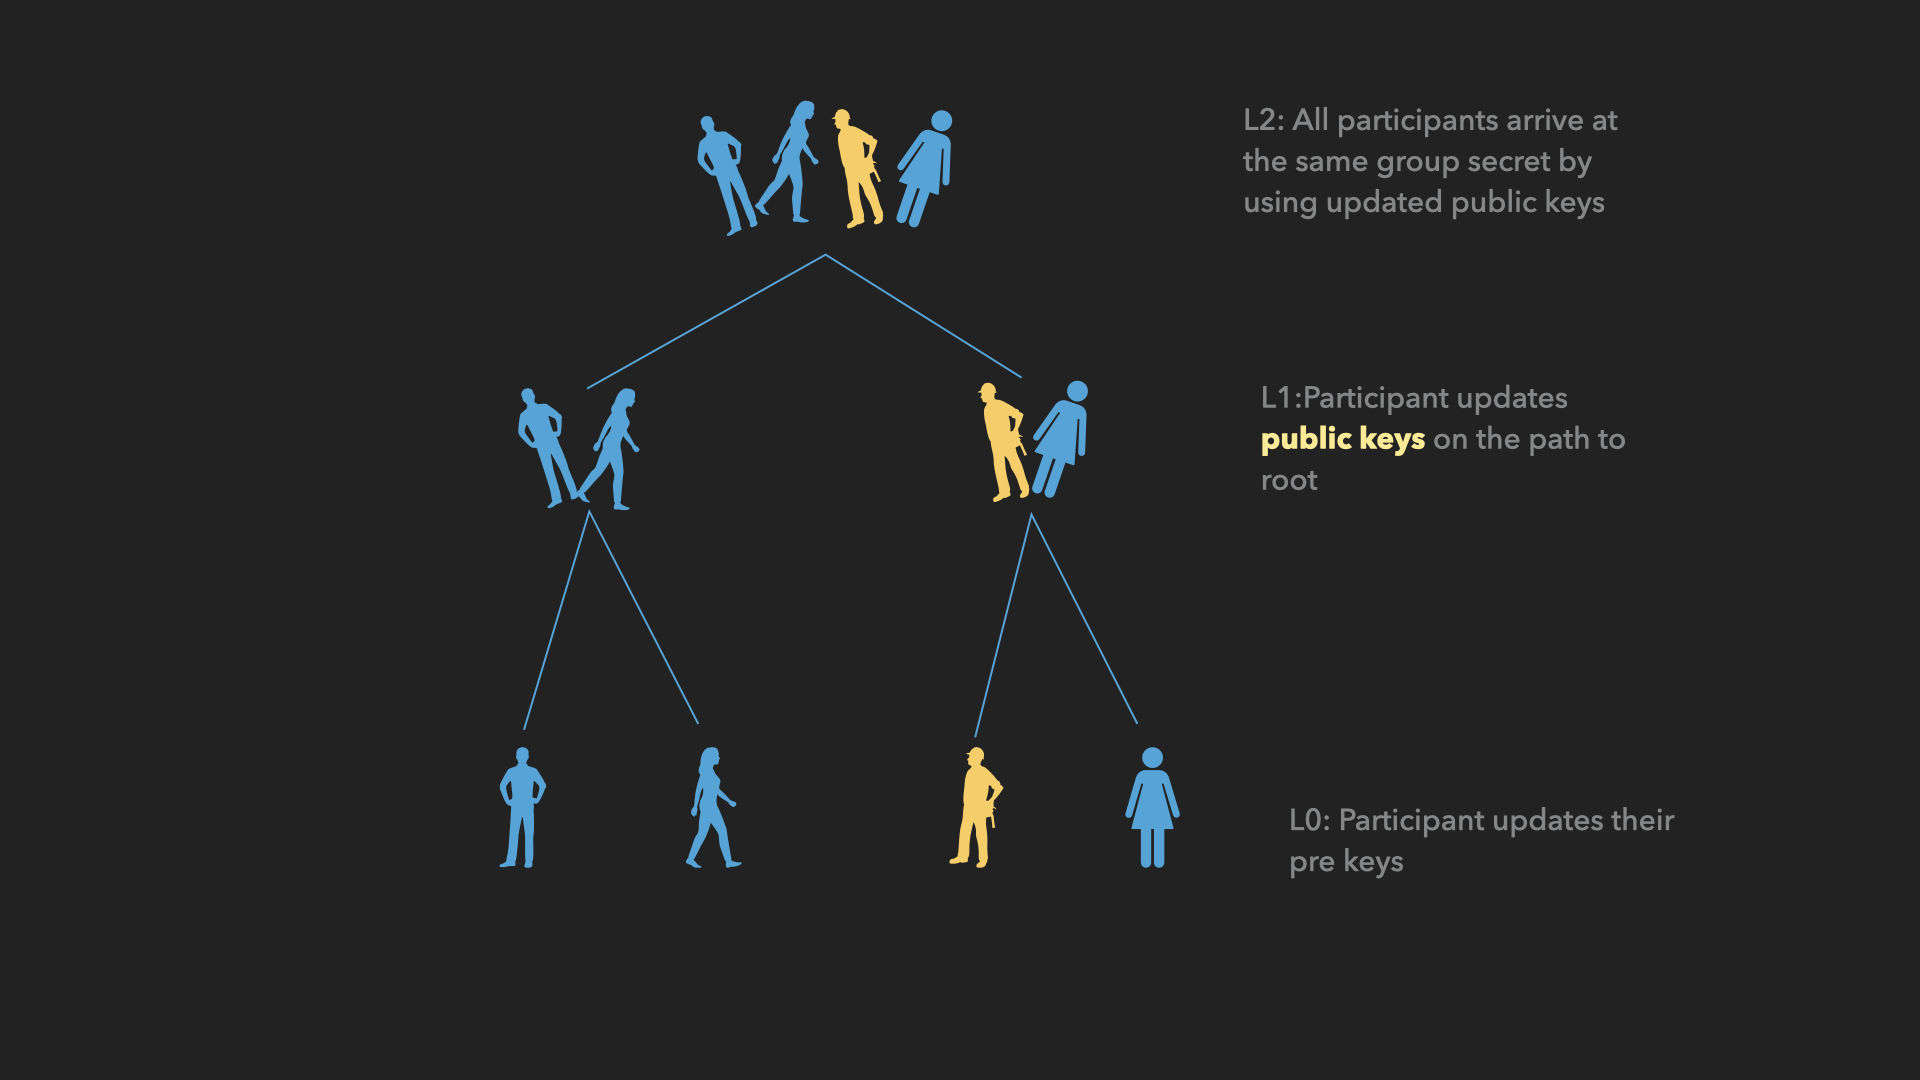 L2: All participants arrive at
the same group secret by
using updated public keys
L1:Participant updates
public keys on the path to
root
L0: Participant updates their
pre keys